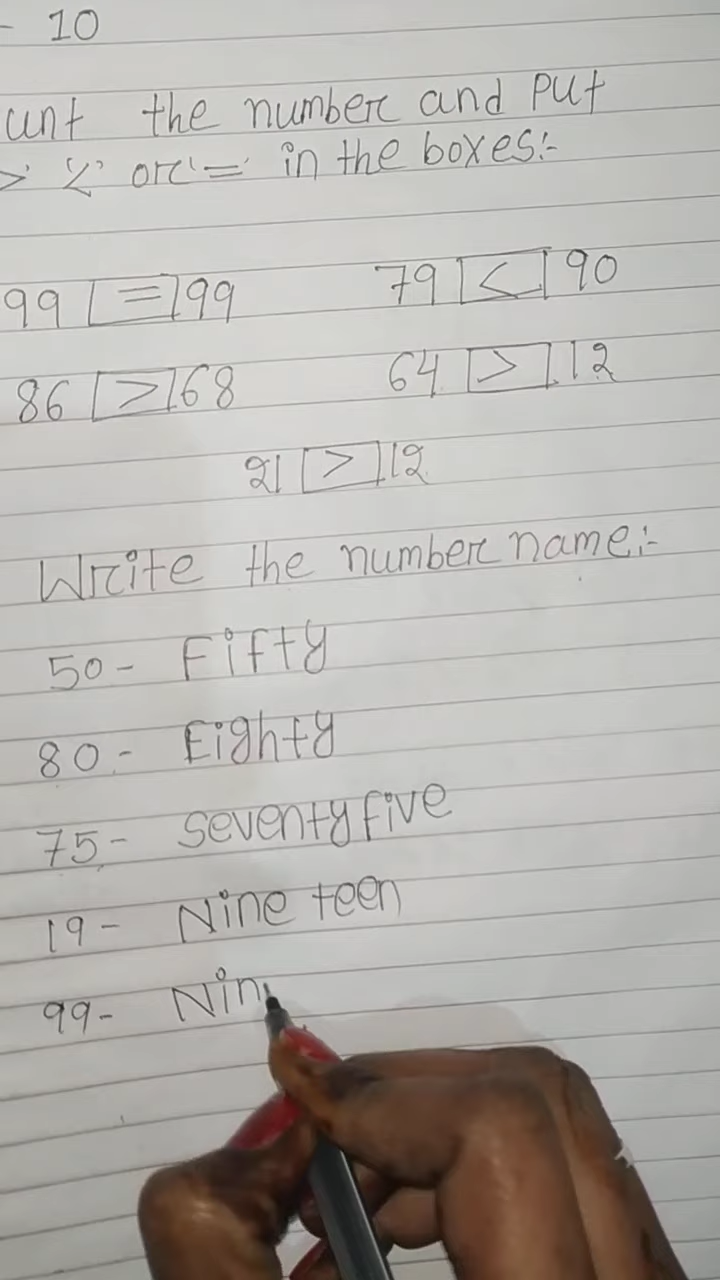 - 10
unt the number and put
> '<' or '=' in the boxes:-
99 = 99 79 < 90
86 > 68 64 > 12
21 > 12
Write the number name:-
50 - Fifty
80 - Eighty
75 - Seventy five
19 - Nine teen
99 - Nin